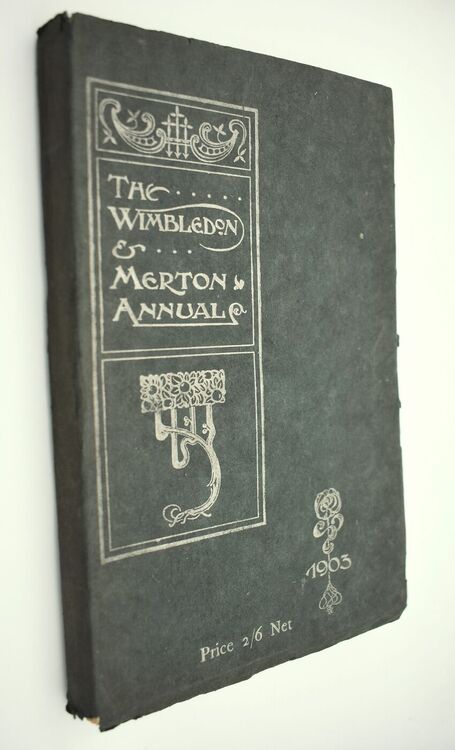 The . . . . .
Wimbledon
& . . .
Merton
Annual
1903
Price 2/6 Net